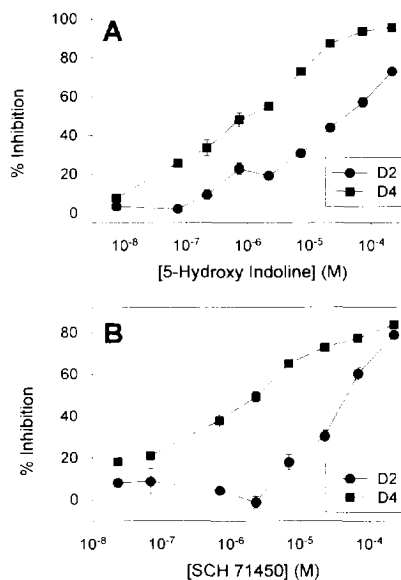 A
% Inhibition
100
80
60
40
20
0
D2
D4
10-8 10-7 10-6 10-5 10-4
[5-Hydroxy Indoline] (M)
B
% Inhibition
80
60
40
20
0
D2
D4
10-8 10-7 10-6 10-5 10-4
[SCH 71450] (M)